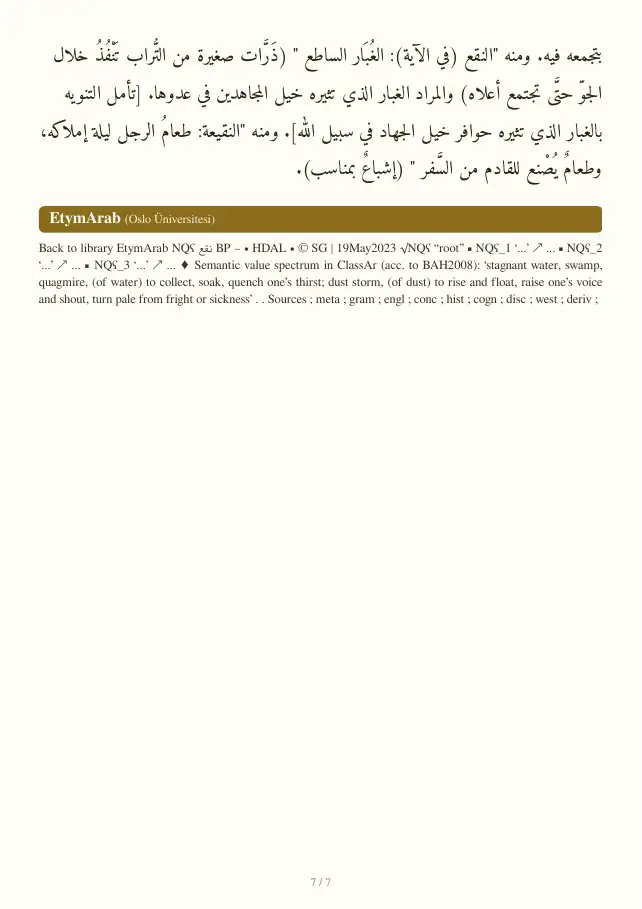 بتجمعه فيه. ومنه "النقع (في الآية): الغُبَار الساطع " (ذَرَّات صغيرة من التُّراب تَنْفُذُ خلال
الجوّ حتَّى تجتمع أعلاه) والمراد الغبار الذي تثيره خيل المجاهدين في عدوها. [تأمل التنويه
بالغبار الذي تثيره حوافر خيل الجهاد في سبيل الله]. ومنه "النقيعة: طعامُ الرجل ليلة إملاكه،
وطعامٌ يُصْنع للقادم من السَّفر " (إشباعٌ بمناسب).
EtymArab (Oslo Üniversitesi)
Back to library EtymArab NQʕ نقع BP – • HDAL • © SG | 19May2023 √NQʕ “root” ▪ NQʕ_1 ‘...’ ↗ ... ▪ NQʕ_2
‘...’ ↗ ... ▪ NQʕ_3 ‘...’ ↗ ... ♦ Semantic value spectrum in ClassAr (acc. to BAH2008): ‘stagnant water, swamp,
quagmire, (of water) to collect, soak, quench one’s thirst; dust storm, (of dust) to rise and float, raise one’s voice
and shout, turn pale from fright or sickness’ . . Sources ; meta ; gram ; engl ; conc ; hist ; cogn ; disc ; west ; deriv ;
7 / 7